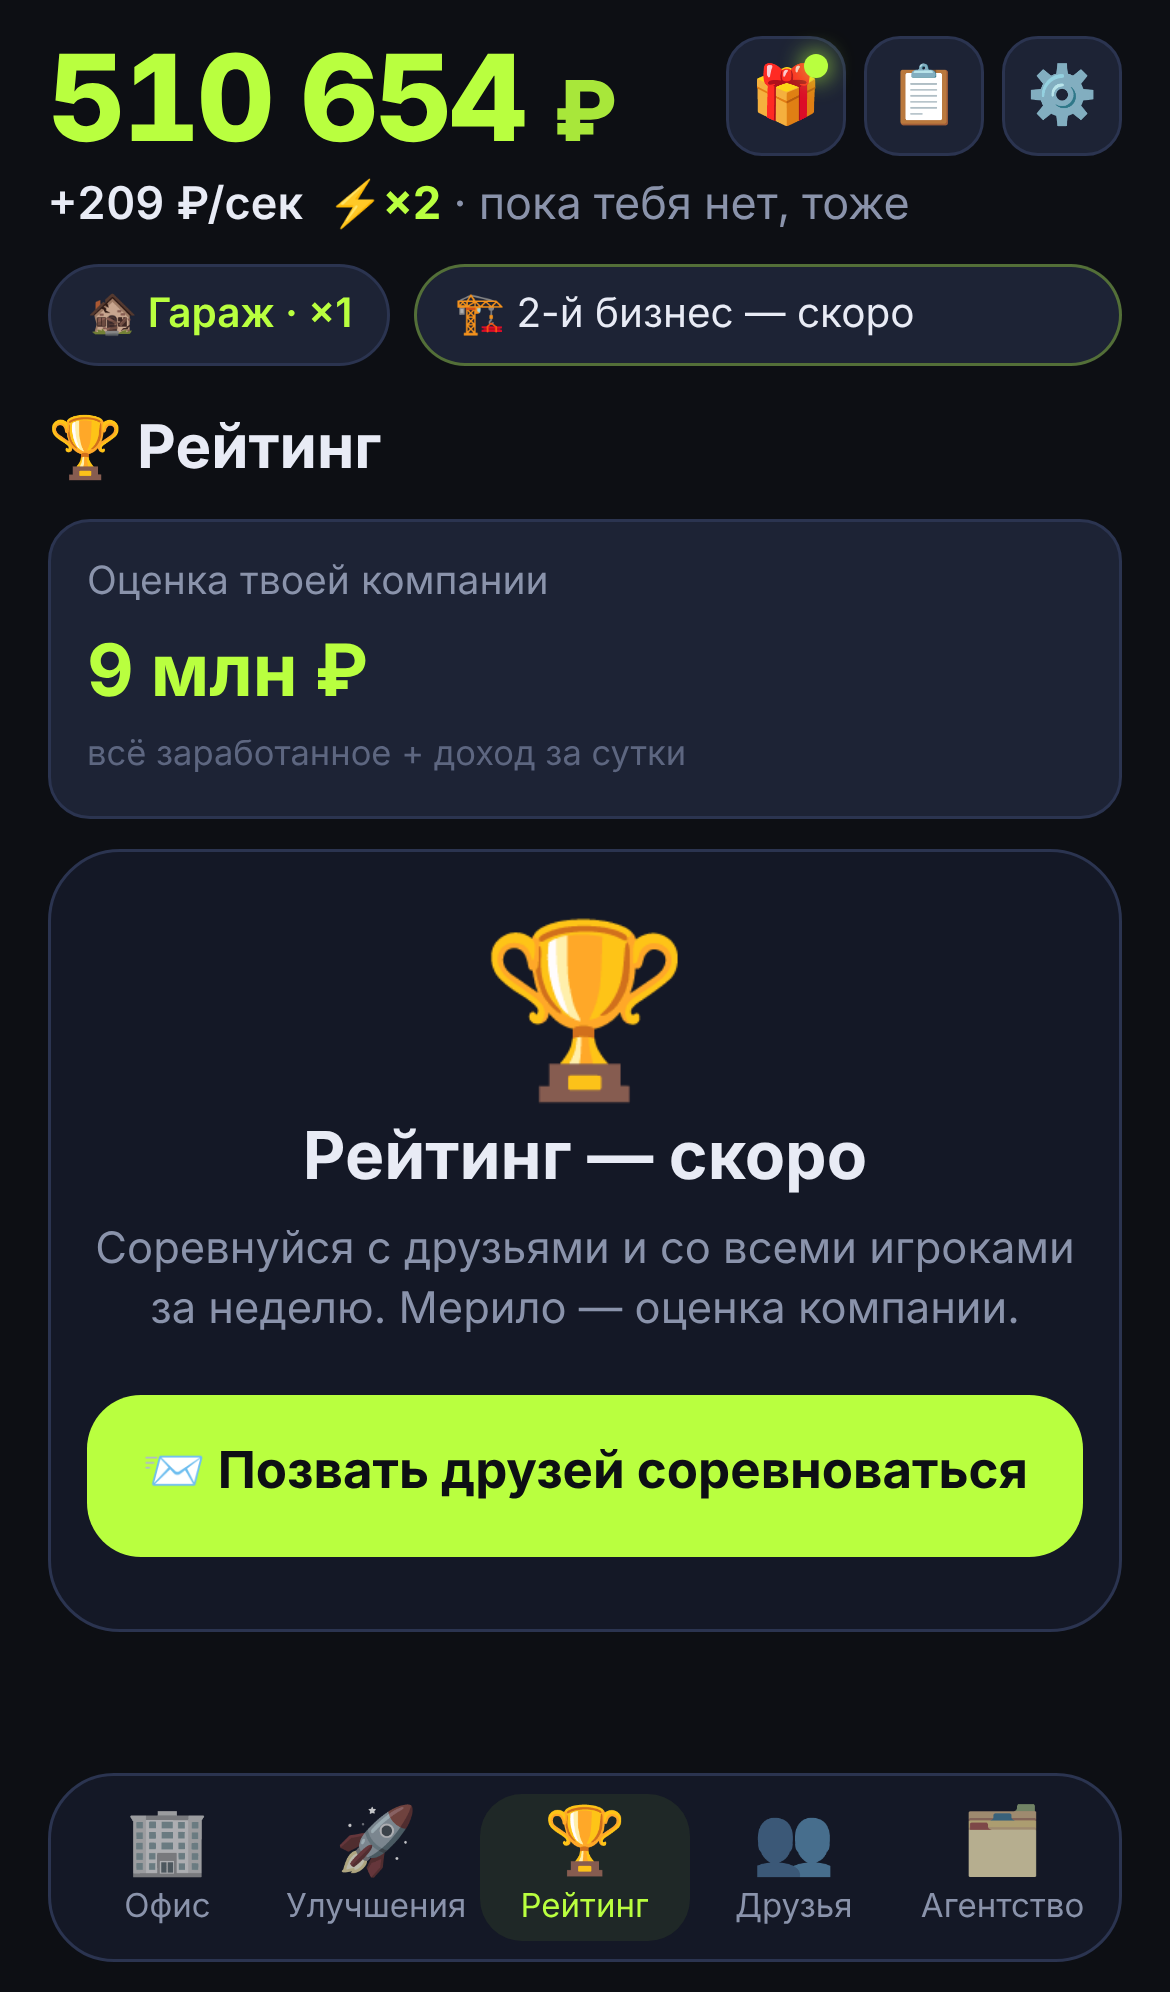 510 654 ₽
+209 ₽/сек ⚡×2 · пока тебя нет, тоже
Гараж · ×1
2-й бизнес — скоро
Рейтинг
Оценка твоей компании
9 млн ₽
всё заработанное + доход за сутки
Рейтинг — скоро
Соревнуйся с друзьями и со всеми игроками
за неделю. Мерило — оценка компании.
Позвать друзей соревноваться
Офис
Улучшения
Рейтинг
Друзья
Агентство